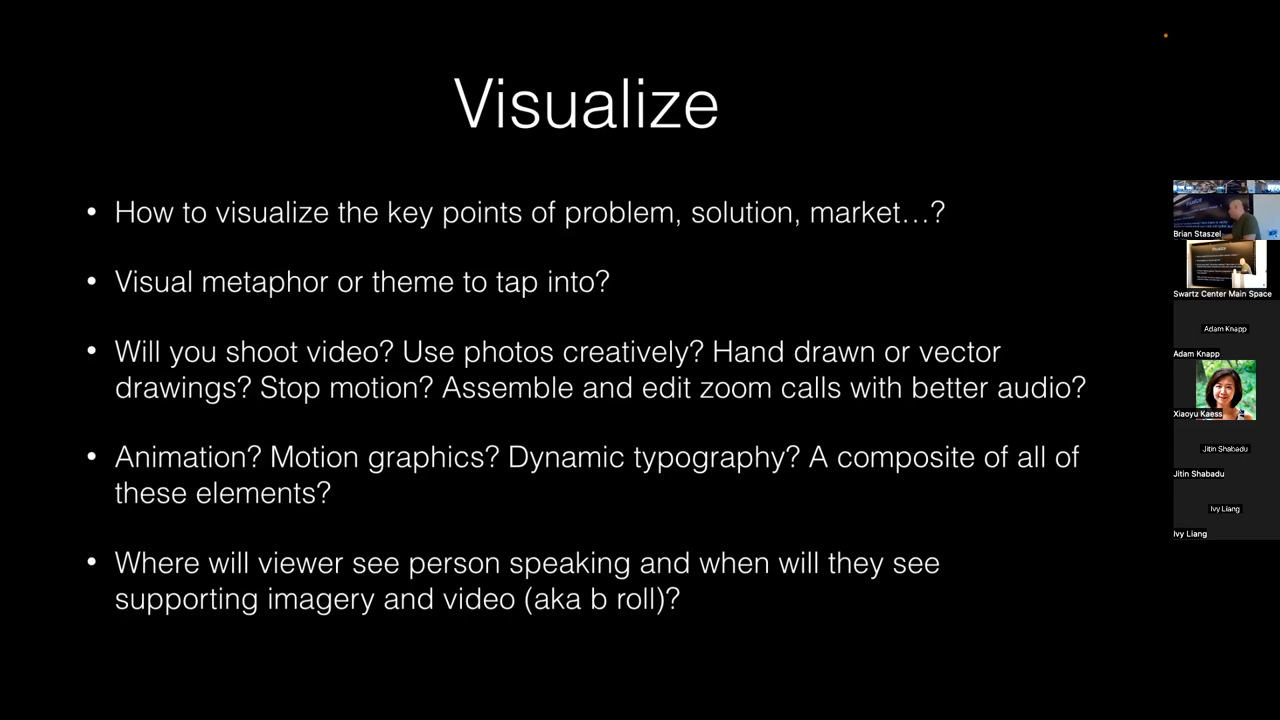 Visualize
• How to visualize the key points of problem, solution, market…?
• Visual metaphor or theme to tap into?
• Will you shoot video? Use photos creatively? Hand drawn or vector
drawings? Stop motion? Assemble and edit zoom calls with better audio?
• Animation? Motion graphics? Dynamic typography? A composite of all of
these elements?
• Where will viewer see person speaking and when will they see
supporting imagery and video (aka b roll)?
Brian Staszel
Swartz Center Main Space
Adam Knapp
Adam Knapp
Xiaoyu Kaess
Jitin Shabadu
Jitin Shabadu
Ivy Liang
Ivy Liang